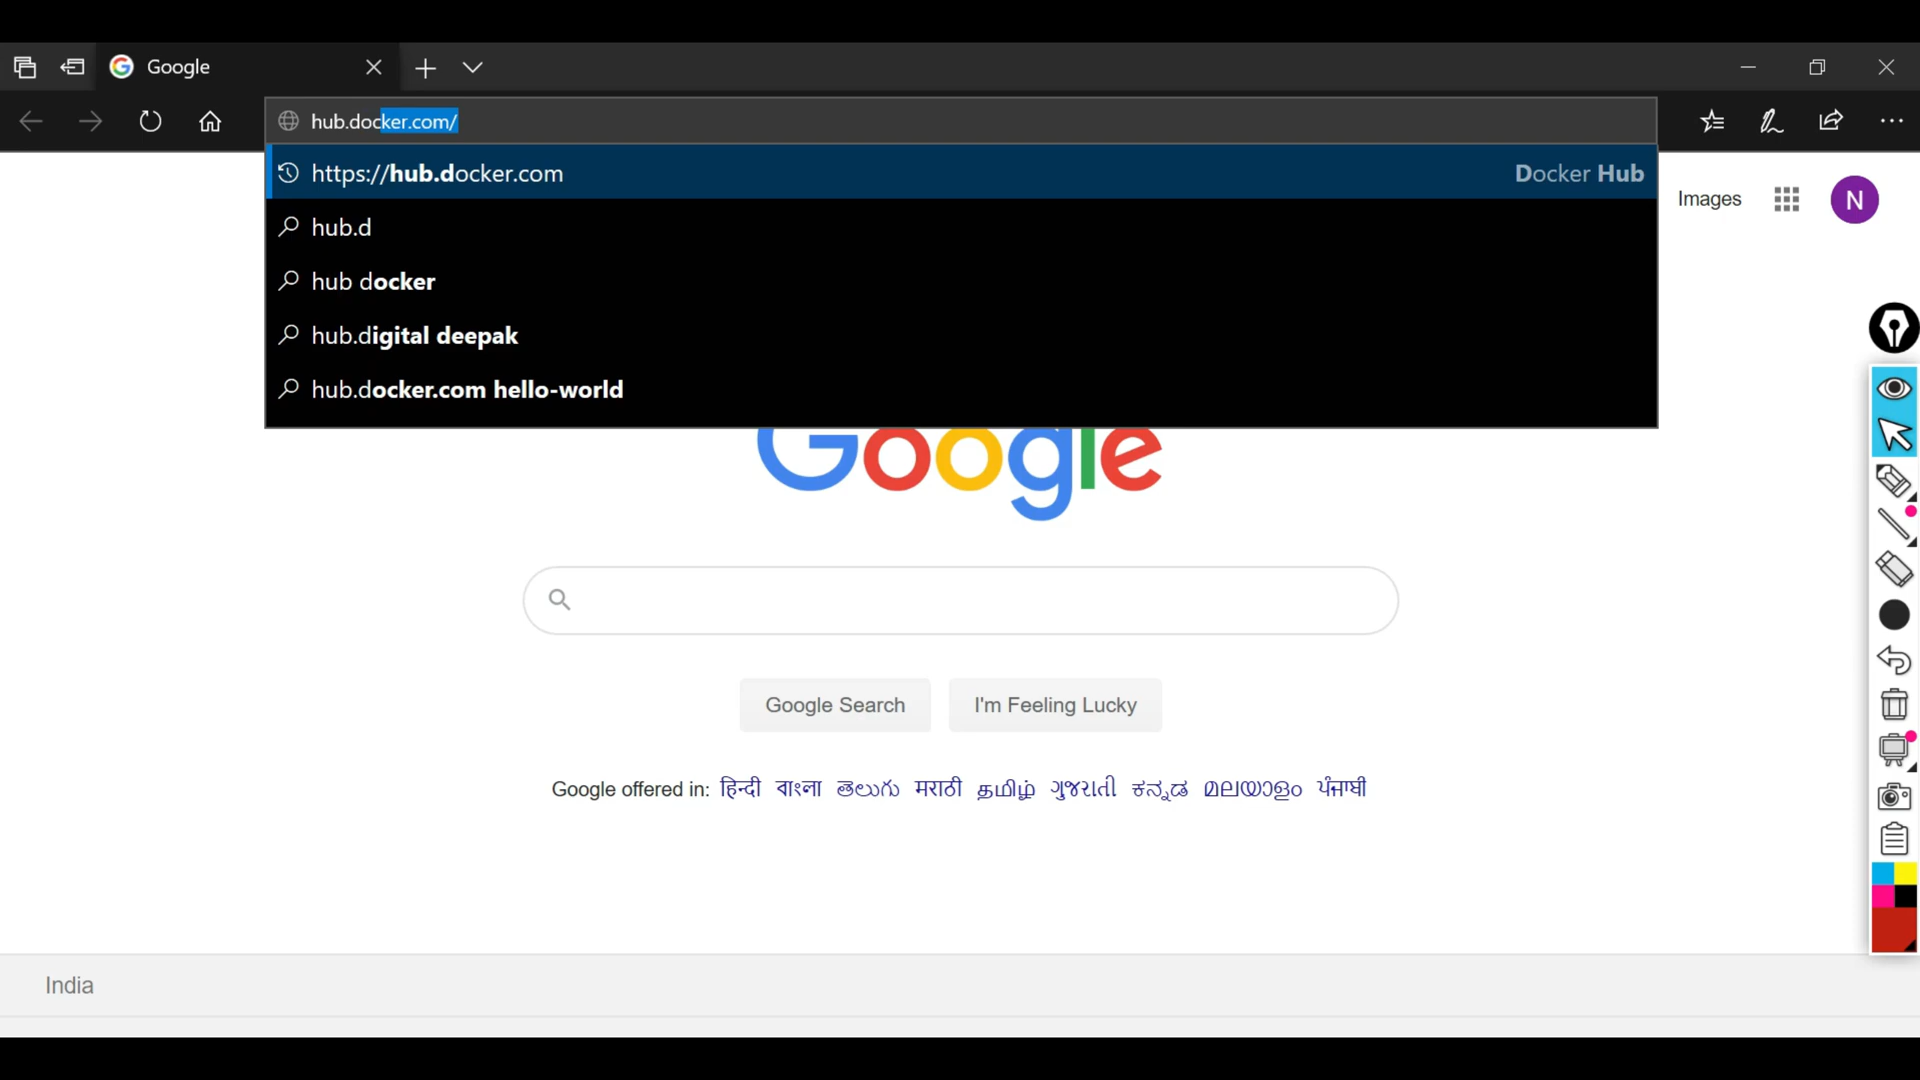 Google
hub.docker.com/
https://hub.docker.com Docker Hub
hub.d
hub docker
hub.digital deepak
hub.docker.com hello-world
Images N
Google
Google Search I'm Feeling Lucky
Google offered in: हिन्दी বাংলা తెలుగు मराठी தமிழ் ગુજરાતી ಕನ್ನಡ മലയാളം ਪੰਜਾਬੀ
India